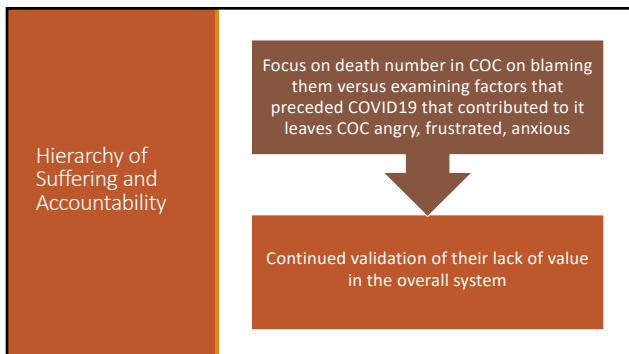 Hierarchy of
Suffering and
Accountability
Focus on death number in COC on blaming
them versus examining factors that
preceded COVID19 that contributed to it
leaves COC angry, frustrated, anxious
Continued validation of their lack of value
in the overall system